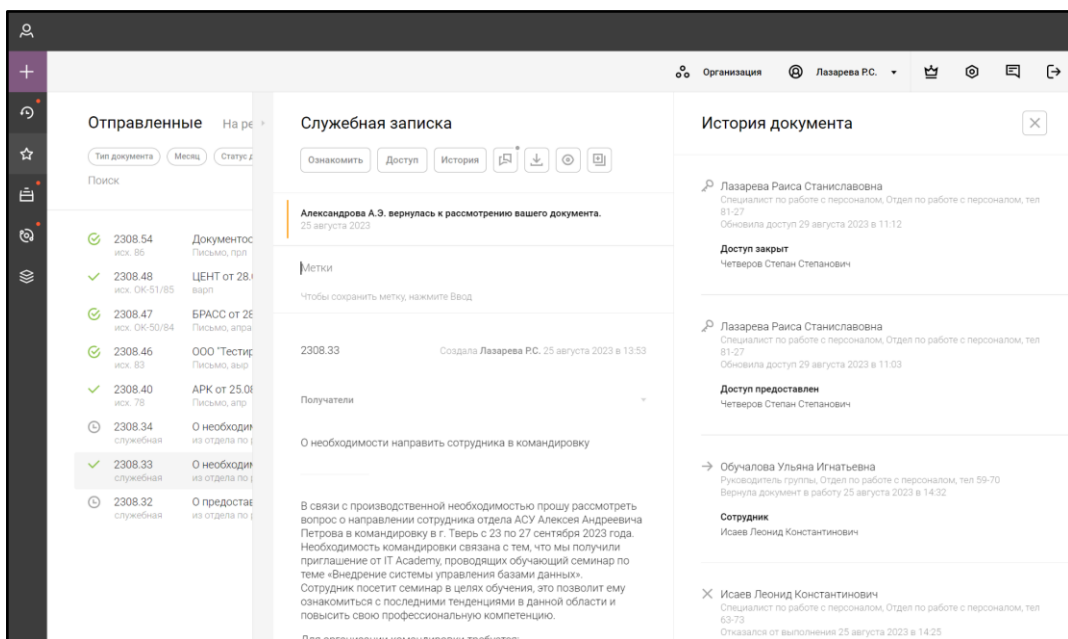 Организация
Лазарева Р.С.
Отправленные На ре
Тип документа Месяц Статус д
Поиск
2308.54 Документос
исх. 86 Письмо, прл
2308.48 ЦЕНТ от 28.
исх. ОК-51/85 варп
2308.47 БРАСС от 28
исх. ОК-50/84 Письмо, апра
2308.46 ООО "Тестир
исх. 83 Письмо, аыр
2308.40 АРК от 25.08
исх. 78 Письмо, апр
2308.34 О необходим
служебная из отдела по р
2308.33 О необходим
служебная из отдела по р
2308.32 О предостав
служебная из отдела по р
Служебная записка
Ознакомить Доступ История
Александрова А.Э. вернулась к рассмотрению вашего документа.
25 августа 2023
Метки
Чтобы сохранить метку, нажмите Ввод
2308.33 Создала Лазарева Р.С. 25 августа 2023 в 13:53
Получатели
О необходимости направить сотрудника в командировку
В связи с производственной необходимостью прошу рассмотреть
вопрос о направлении сотрудника отдела АСУ Алексея Андреевича
Петрова в командировку в г. Тверь с 23 по 27 сентября 2023 года.
Необходимость командировки связана с тем, что мы получили
приглашение от IT Academy, проводящих обучающий семинар по
теме «Внедрение системы управления базами данных».
Сотрудник посетит семинар в целях обучения, это позволит ему
ознакомиться с последними тенденциями в данной области и
повысить свою профессиональную компетенцию.
Для организации командировки требуется:
История документа
Лазарева Раиса Станиславовна
Специалист по работе с персоналом, Отдел по работе с персоналом, тел
81-27
Обновила доступ 29 августа 2023 в 11:12
Доступ закрыт
Четверов Степан Степанович
Лазарева Раиса Станиславовна
Специалист по работе с персоналом, Отдел по работе с персоналом, тел
81-27
Обновила доступ 29 августа 2023 в 11:03
Доступ предоставлен
Четверов Степан Степанович
Обучалова Ульяна Игнатьевна
Руководитель группы, Отдел по работе с персоналом, тел 59-70
Вернула документ в работу 25 августа 2023 в 14:32
Сотрудник
Исаев Леонид Константинович
Исаев Леонид Константинович
Специалист по работе с персоналом, Отдел по работе с персоналом, тел
63-73
Отказался от выполнения 25 августа 2023 в 14:25